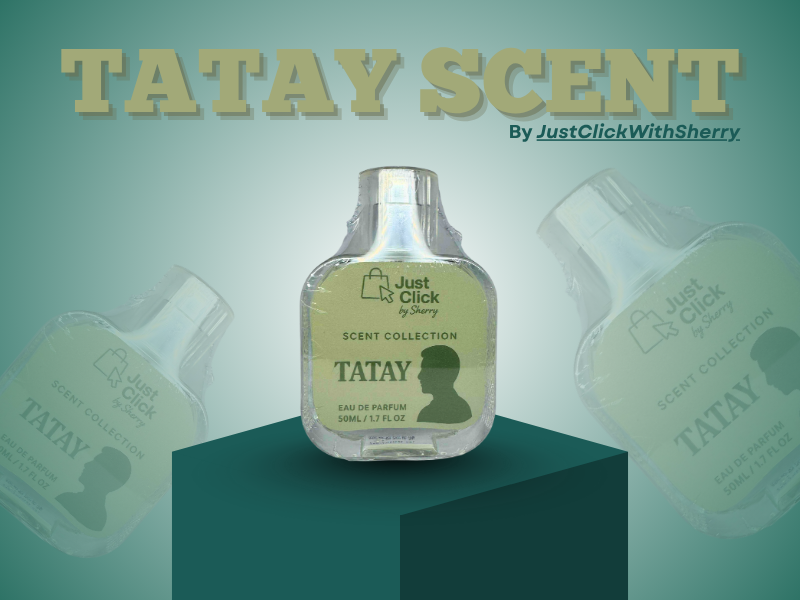 TATAY SCENT
By JustClickWithSherry
Just
Click
by Sherry
SCENT COLLECTION
TATAY
EAU DE PARFUM
50ML / 1.7 FL OZ
Just
Click
by Sherry
SCENT COLLECTION
TATAY
EAU DE PARFUM
50ML / 1.7 FL OZ
Just
Click
by Sherry
SCENT COLLECTION
TATAY
EAU DE PARFUM
50ML / 1.7 FL OZ